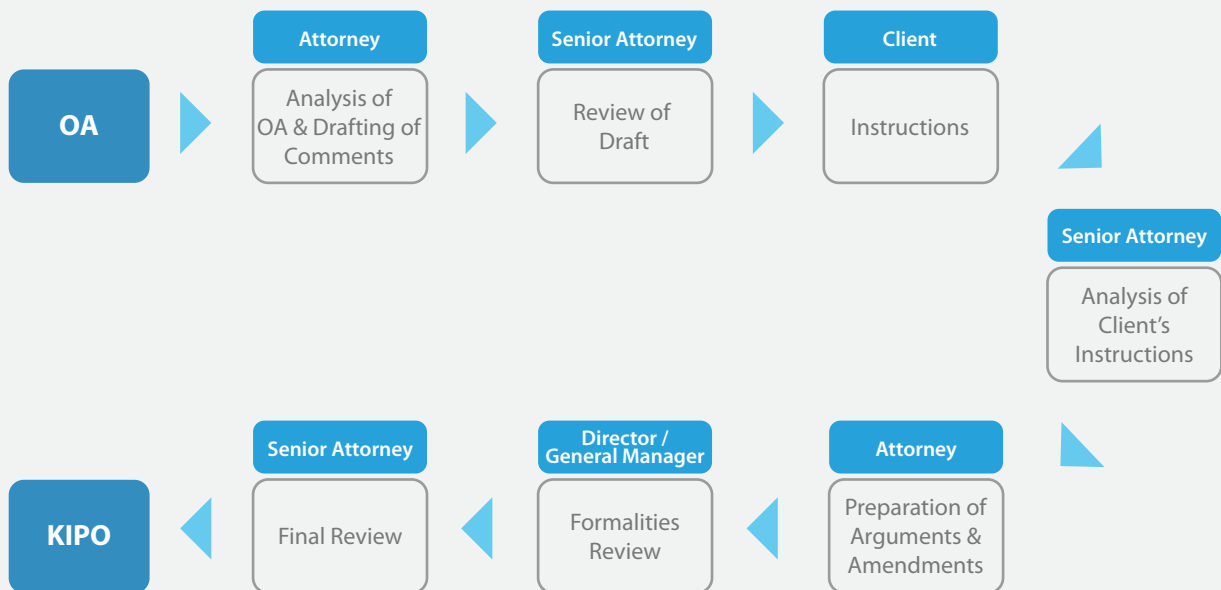 OA
Attorney
Analysis of
OA & Drafting of
Comments
Senior Attorney
Review of
Draft
Client
Instructions
Senior Attorney
Analysis of
Client’s
Instructions
Attorney
Preparation of
Arguments &
Amendments
Director /
General Manager
Formalities
Review
Senior Attorney
Final Review
KIPO